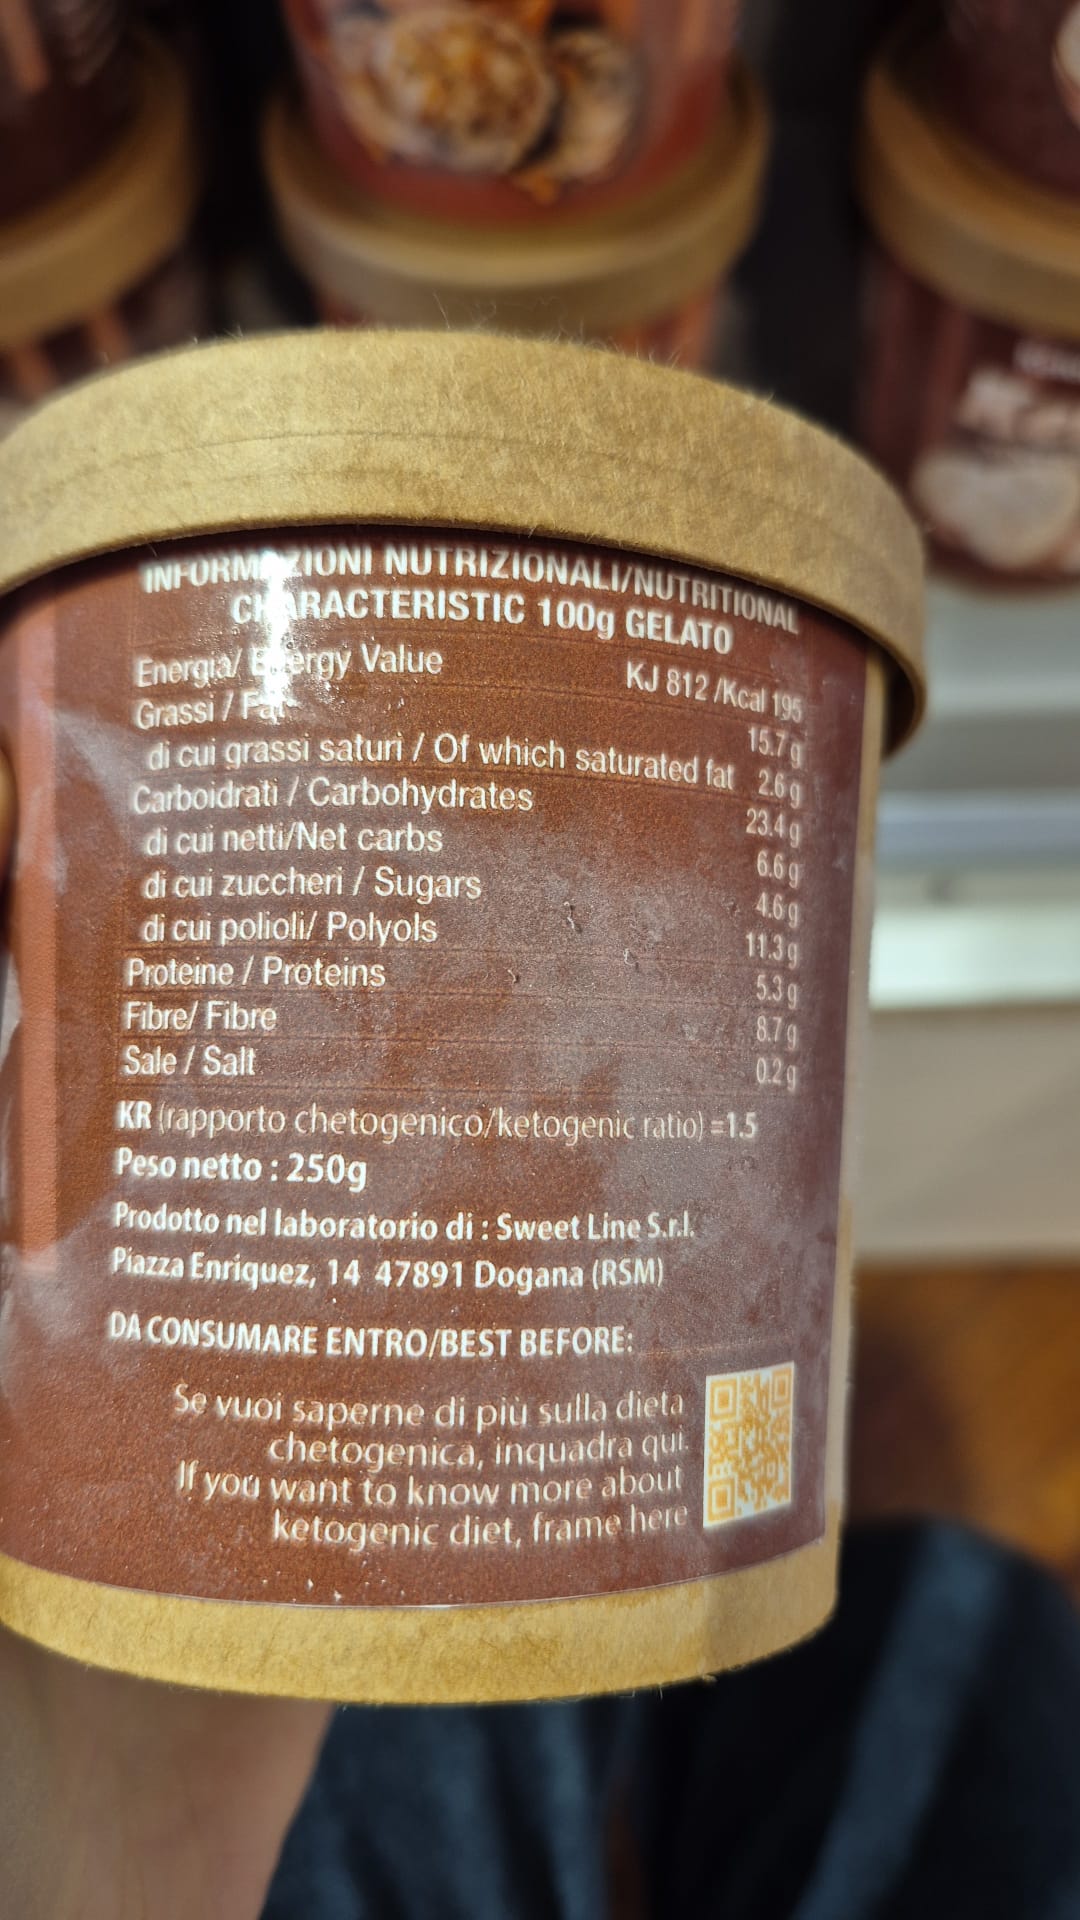 INFORMAZIONI NUTRIZIONALI/NUTRITIONAL
CHARACTERISTIC 100g GELATO
Energia/ Energy Value KJ 812 /Kcal 195
Grassi / Fat 15.7 g
di cui grassi saturi / Of which saturated fat 2.6 g
Carboidrati / Carbohydrates 23.4 g
di cui netti/Net carbs 6.6 g
di cui zuccheri / Sugars 4.6 g
di cui polioli/ Polyols 11.3 g
Proteine / Proteins 5.3 g
Fibre/ Fibre 8.7 g
Sale / Salt 0.2 g
KR (rapporto chetogenico/ketogenic ratio) =1.5
Peso netto : 250g
Prodotto nel laboratorio di : Sweet Line S.r.l.
Piazza Enriquez, 14 47891 Dogana (RSM)
DA CONSUMARE ENTRO/BEST BEFORE:
Se vuoi saperne di più sulla dieta
chetogenica, inquadra qui.
If you want to know more about
ketogenic diet, frame here